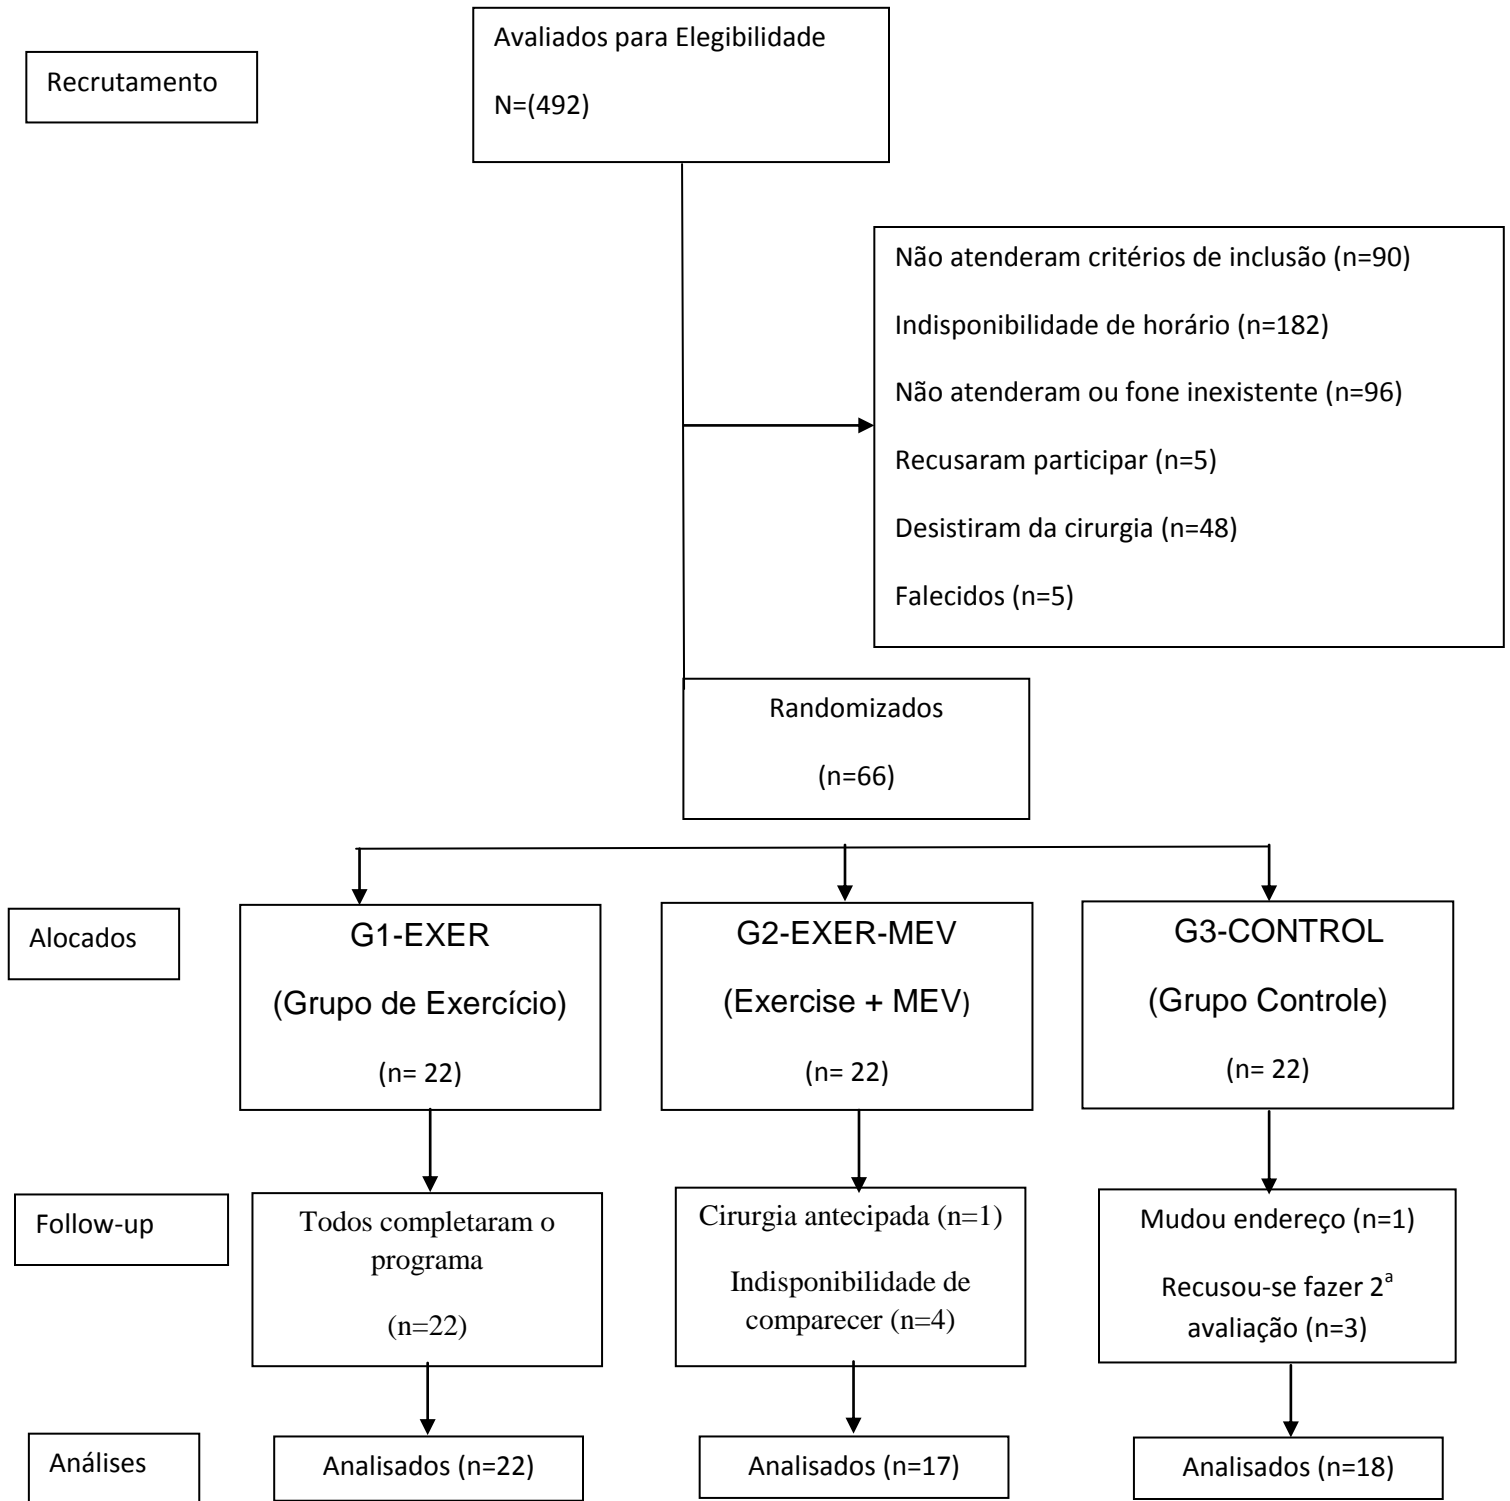 Recrutamento
Avaliados para Elegibilidade
N=(492)
Não atenderam critérios de inclusão (n=90)
Indisponibilidade de horário (n=182)
Não atenderam ou fone inexistente (n=96)
Recusaram participar (n=5)
Desistiram da cirurgia (n=48)
Falecidos (n=5)
Randomizados
(n=66)
Alocados
G1-EXER
(Grupo de Exercício)
(n= 22)
G2-EXER-MEV
(Exercise + MEV)
(n= 22)
G3-CONTROL
(Grupo Controle)
(n= 22)
Follow-up
Todos completaram o
programa
(n=22)
Cirurgia antecipada (n=1)
Indisponibilidade de
comparecer (n=4)
Mudou endereço (n=1)
Recusou-se fazer 2ª
avaliação (n=3)
Análises
Analisados (n=22)
Analisados (n=17)
Analisados (n=18)